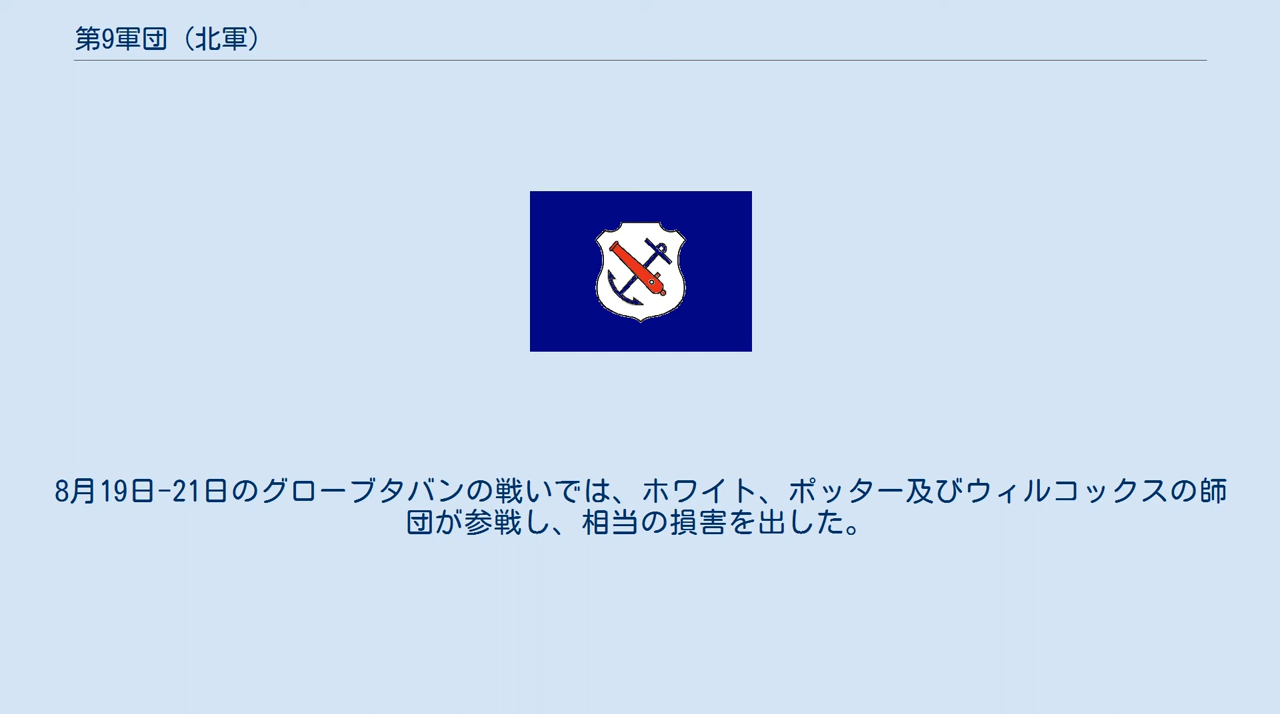 第9軍団（北軍）
8月19日-21日のグローブタバンの戦いでは、ホワイト、ポッター及びウィルコックスの師
団が参戦し、相当の損害を出した。